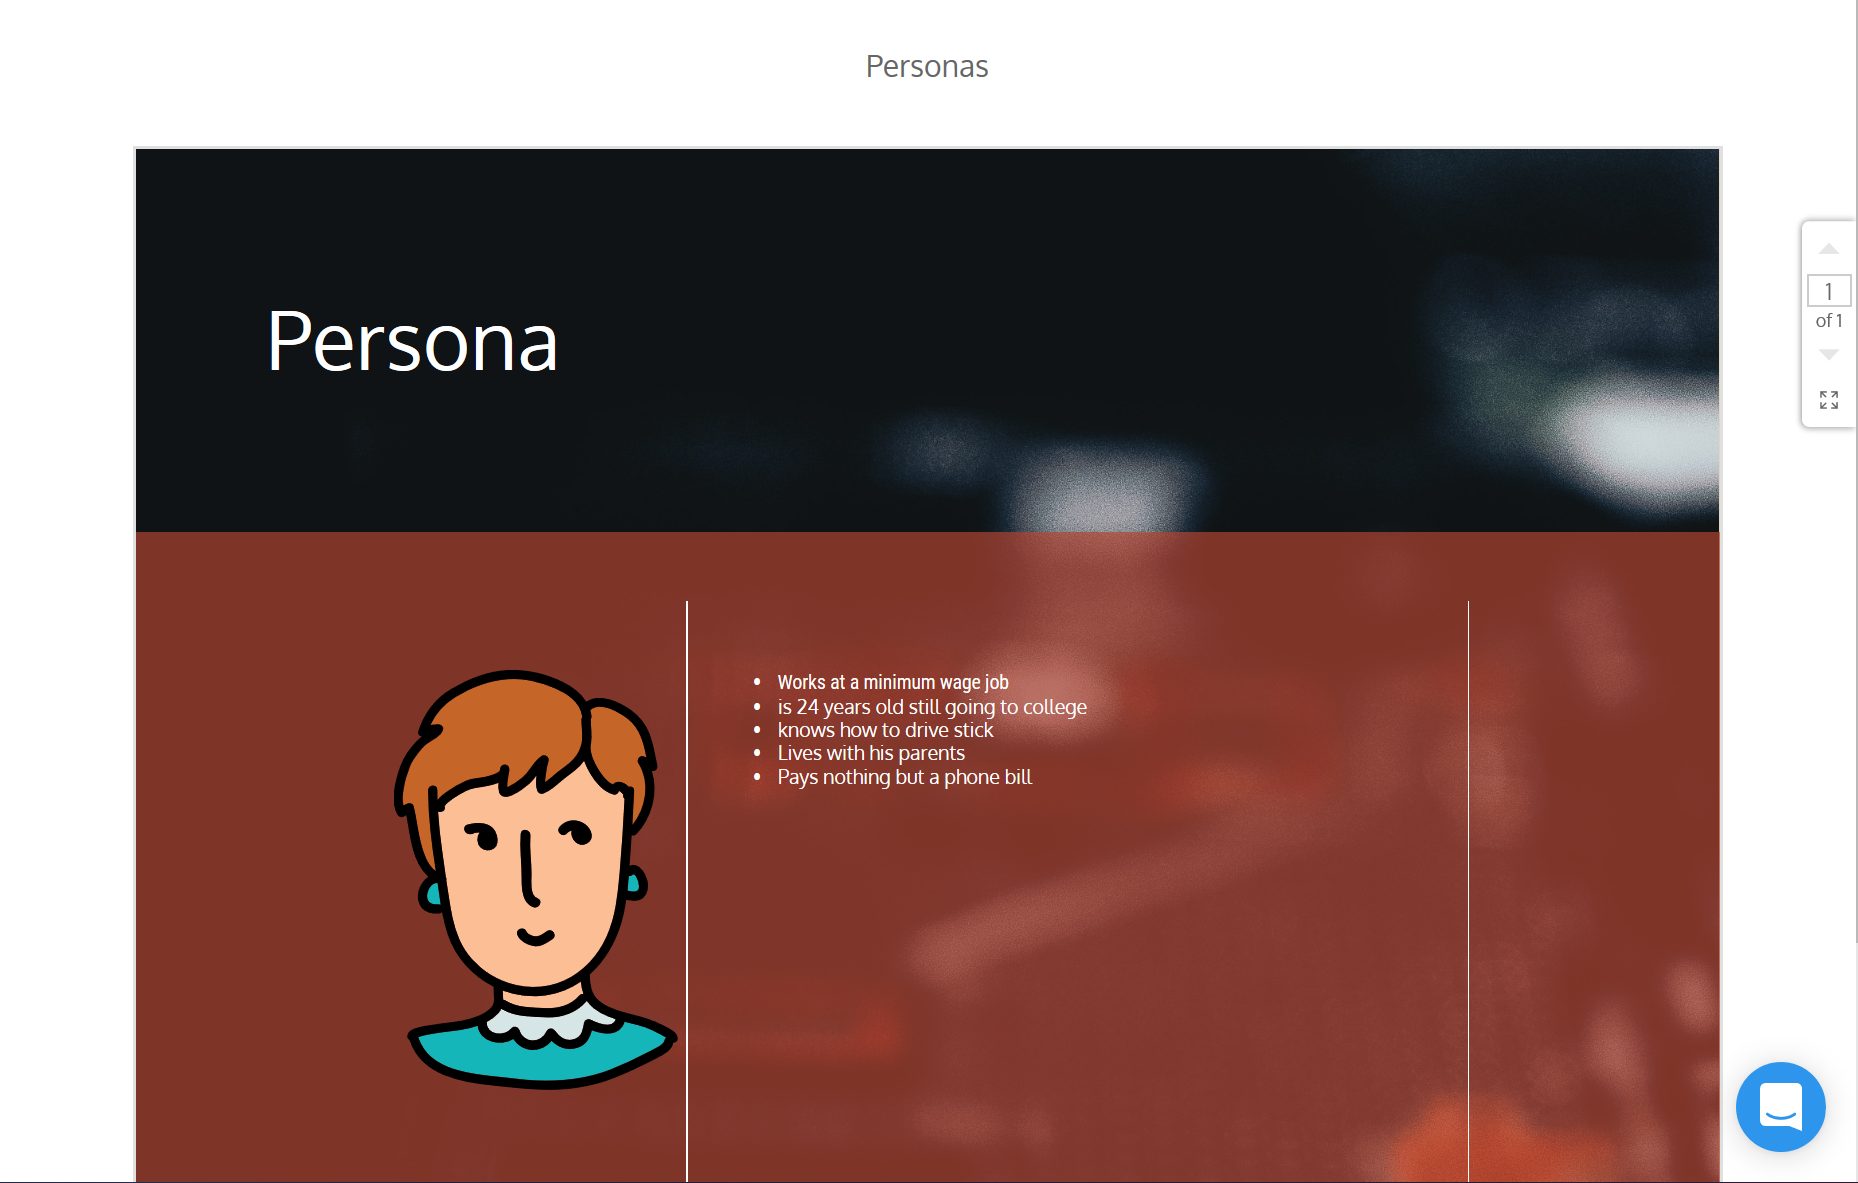 Personas
Persona
1
of 1
• Works at a minimum wage job
• is 24 years old still going to college
• knows how to drive stick
• Lives with his parents
• Pays nothing but a phone bill